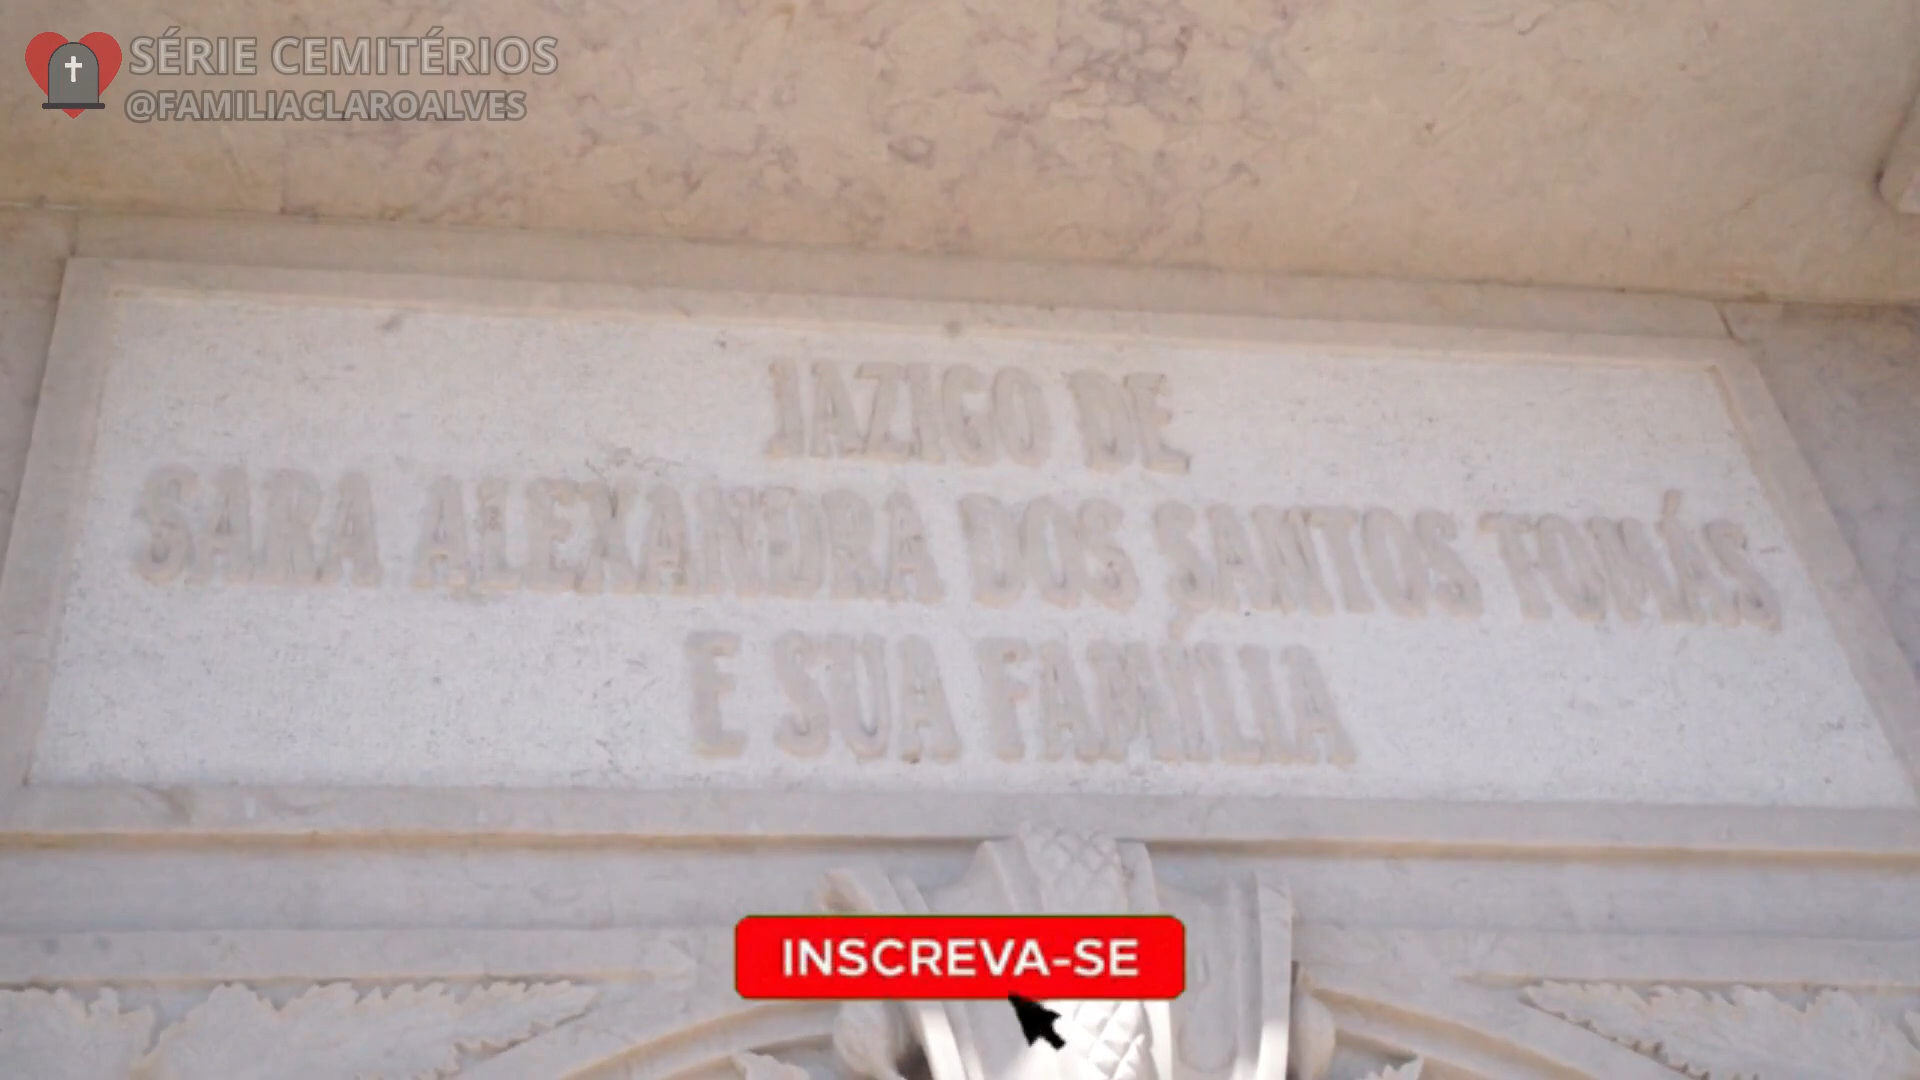 SÉRIE CEMITÉRIOS
@FAMILIACLAROALVES
JAZIGO DE
SARA ALEXANDRA DOS SANTOS TOMÁS
E SUA FAMÍLIA
INSCREVA-SE